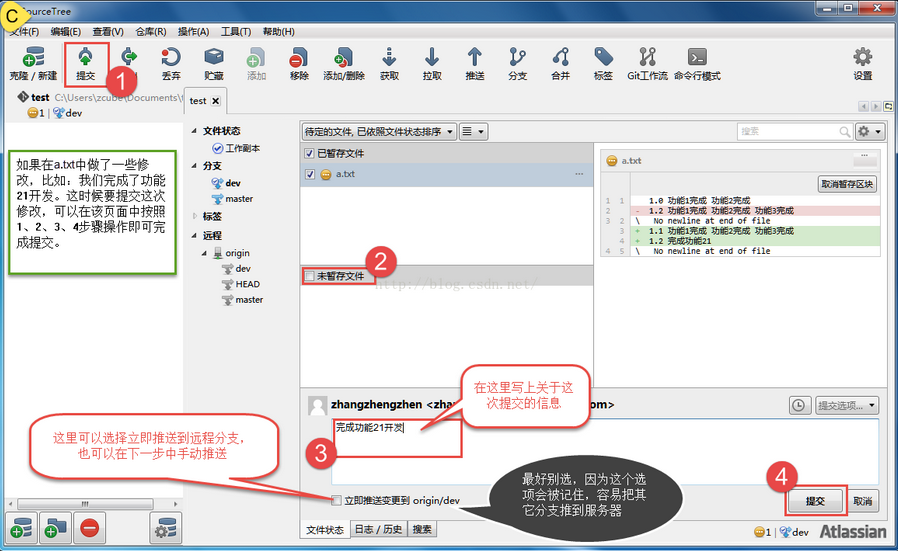 C
SourceTree
文件(F) 编辑(E) 查看(V) 仓库(R) 操作(A) 工具(T) 帮助(H)
克隆 / 新建 提交 丢弃 贮藏 添加 移除 添加/删除 获取 拉取 推送 分支 合并 标签 Git工作流 命令行模式 设置
1
test C:\Users\zcube\Documents\t
1 dev
test
如果在a.txt中做了一些修
改，比如：我们完成了功能
21开发。这时候要提交这次
修改，可以在该页面中按照
1、2、3、4步骤操作即可完
成提交。
文件状态
工作副本
分支
dev
master
标签
远程
origin
dev
HEAD
master
待定的文件, 已依照文件状态排序
搜索
已暂存文件
a.txt
未暂存文件
2
http://blog.csdn.net/
a.txt
取消暂存区块
1 1 1.0 功能1完成 功能2完成
2 - 1.2 功能1完成 功能2完成 功能3完成
3 2 \ No newline at end of file
3 + 1.1 功能1完成 功能2完成 功能3完成
4 + 1.2 完成功能21
4 5 \ No newline at end of file
在这里写上关于这
次提交的信息
zhangzhengzhen <zha om>
提交选项...
完成功能21开发
3
这里可以选择立即推送到远程分支，
也可以在下一步中手动推送
立即推送变更到 origin/dev
最好别选，因为这个选
项会被记住，容易把其
它分支推到服务器
4
提交 取消
文件状态 日志 / 历史 搜索
1 dev Atlassian